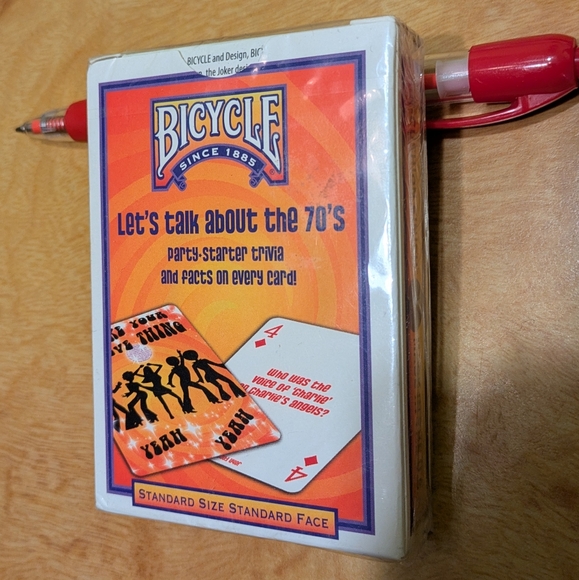 BICYCLE and Design, BIC
the Joker
BICYCLE
SINCE 1885
Let's talk about the 70's
Party-Starter trivia
and facts on every card!
YOUR
THING
YEAH
YEAH
4
Who was the
voice of 'Charlie'
Charlie's angels?
4
STANDARD SIZE STANDARD FACE